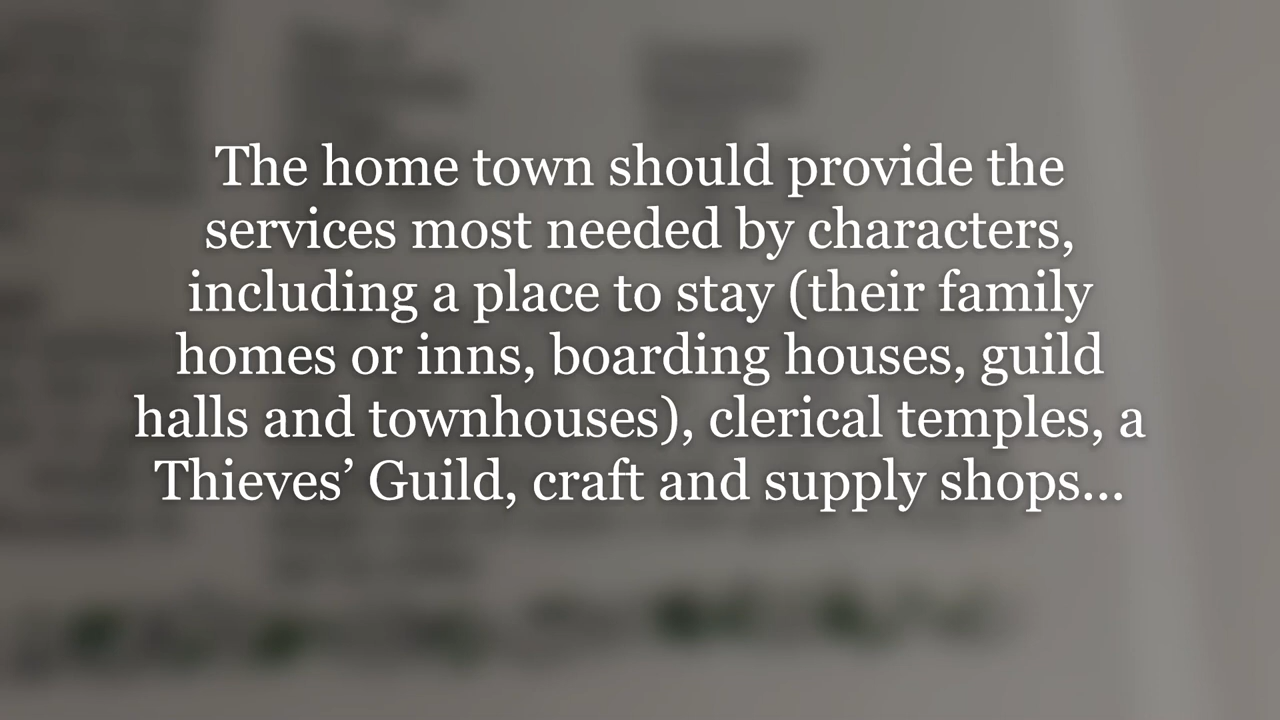 The home town should provide the
services most needed by characters,
including a place to stay (their family
homes or inns, boarding houses, guild
halls and townhouses), clerical temples, a
Thieves’ Guild, craft and supply shops...